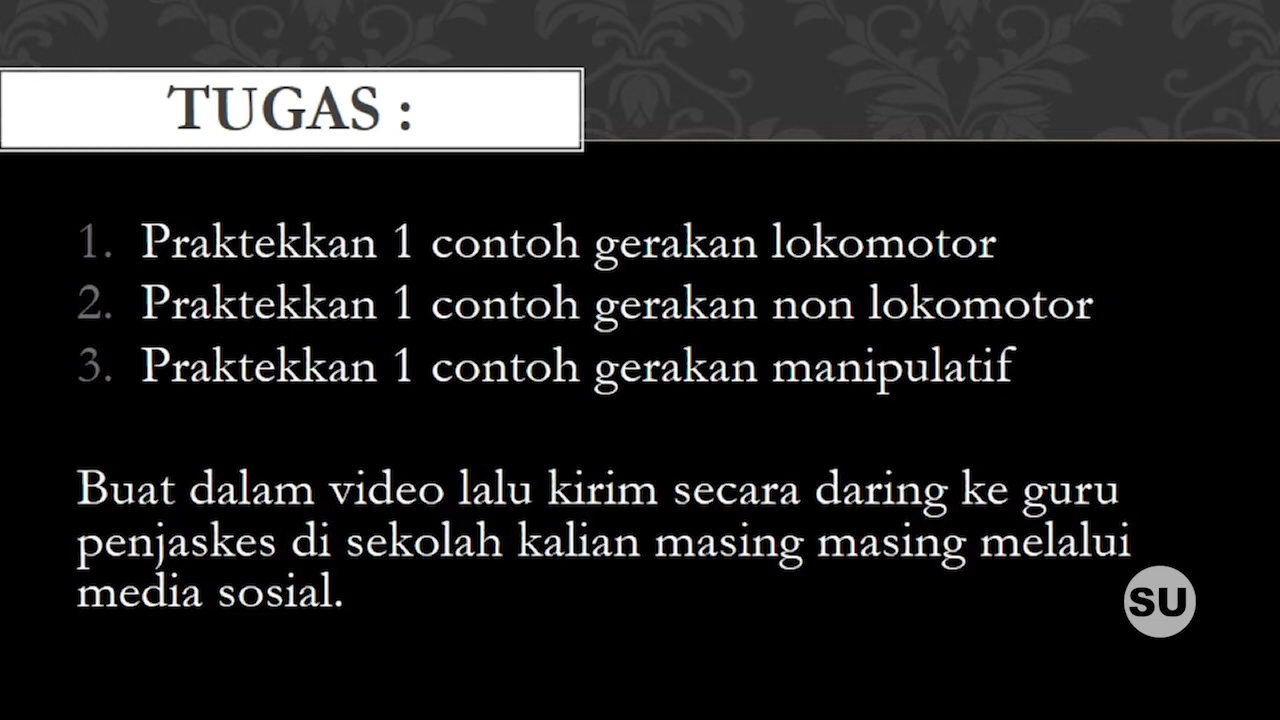 TUGAS :
1. Praktekkan 1 contoh gerakan lokomotor
2. Praktekkan 1 contoh gerakan non lokomotor
3. Praktekkan 1 contoh gerakan manipulatif
Buat dalam video lalu kirim secara daring ke guru
penjaskes di sekolah kalian masing masing melalui
media sosial.
SU